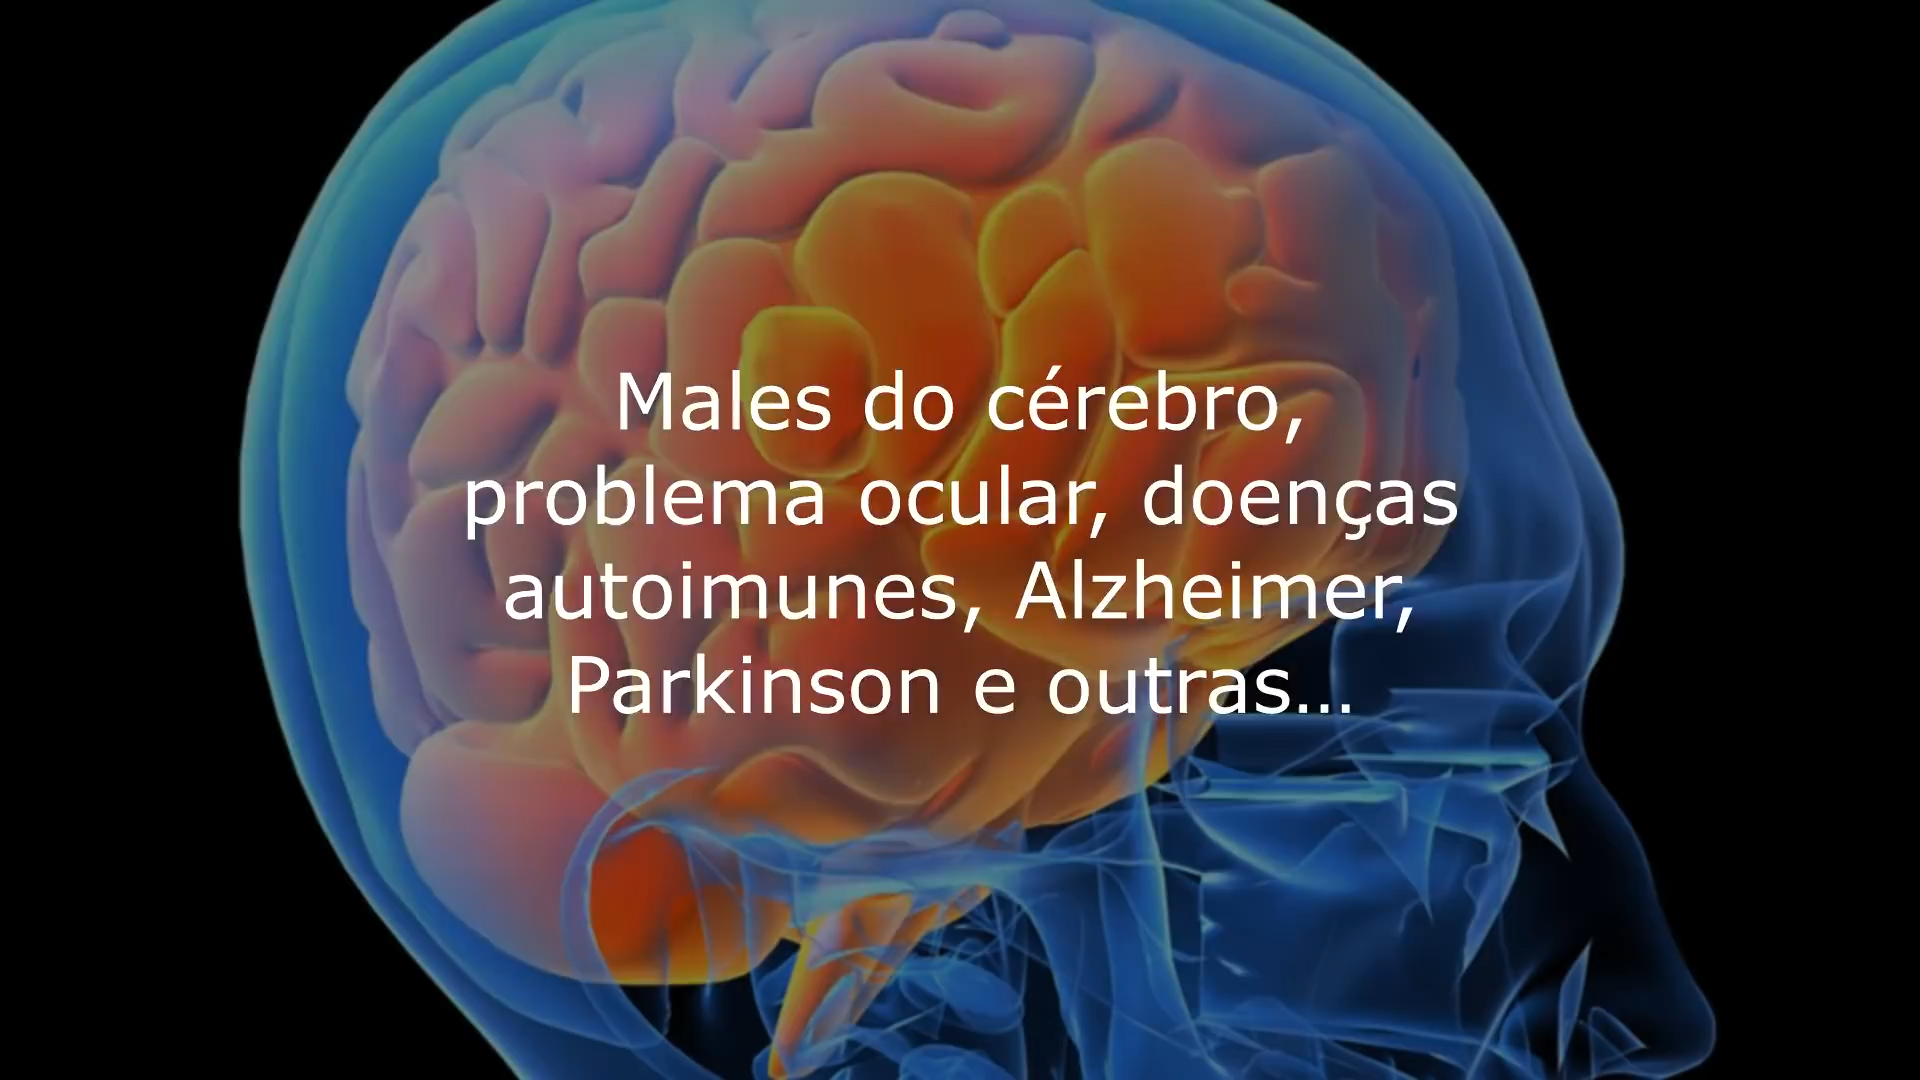 Males do cérebro,
problema ocular, doenças
autoimunes, Alzheimer,
Parkinson e outras...